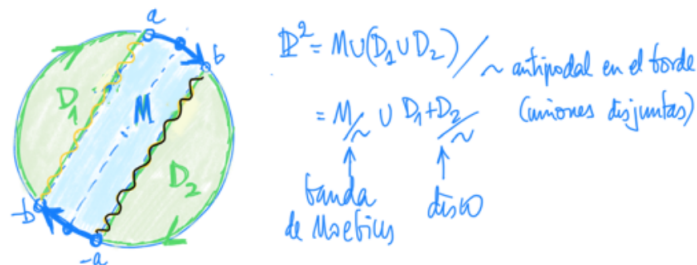 a
b
D₁
M
D₂
-b
-a
P² = M∪(D₁∪D₂)/∼ antipodal en el borde
(uniones disjuntas)
= M/∼ ∪ D₁+D₂/∼
banda
de Moebius
disco